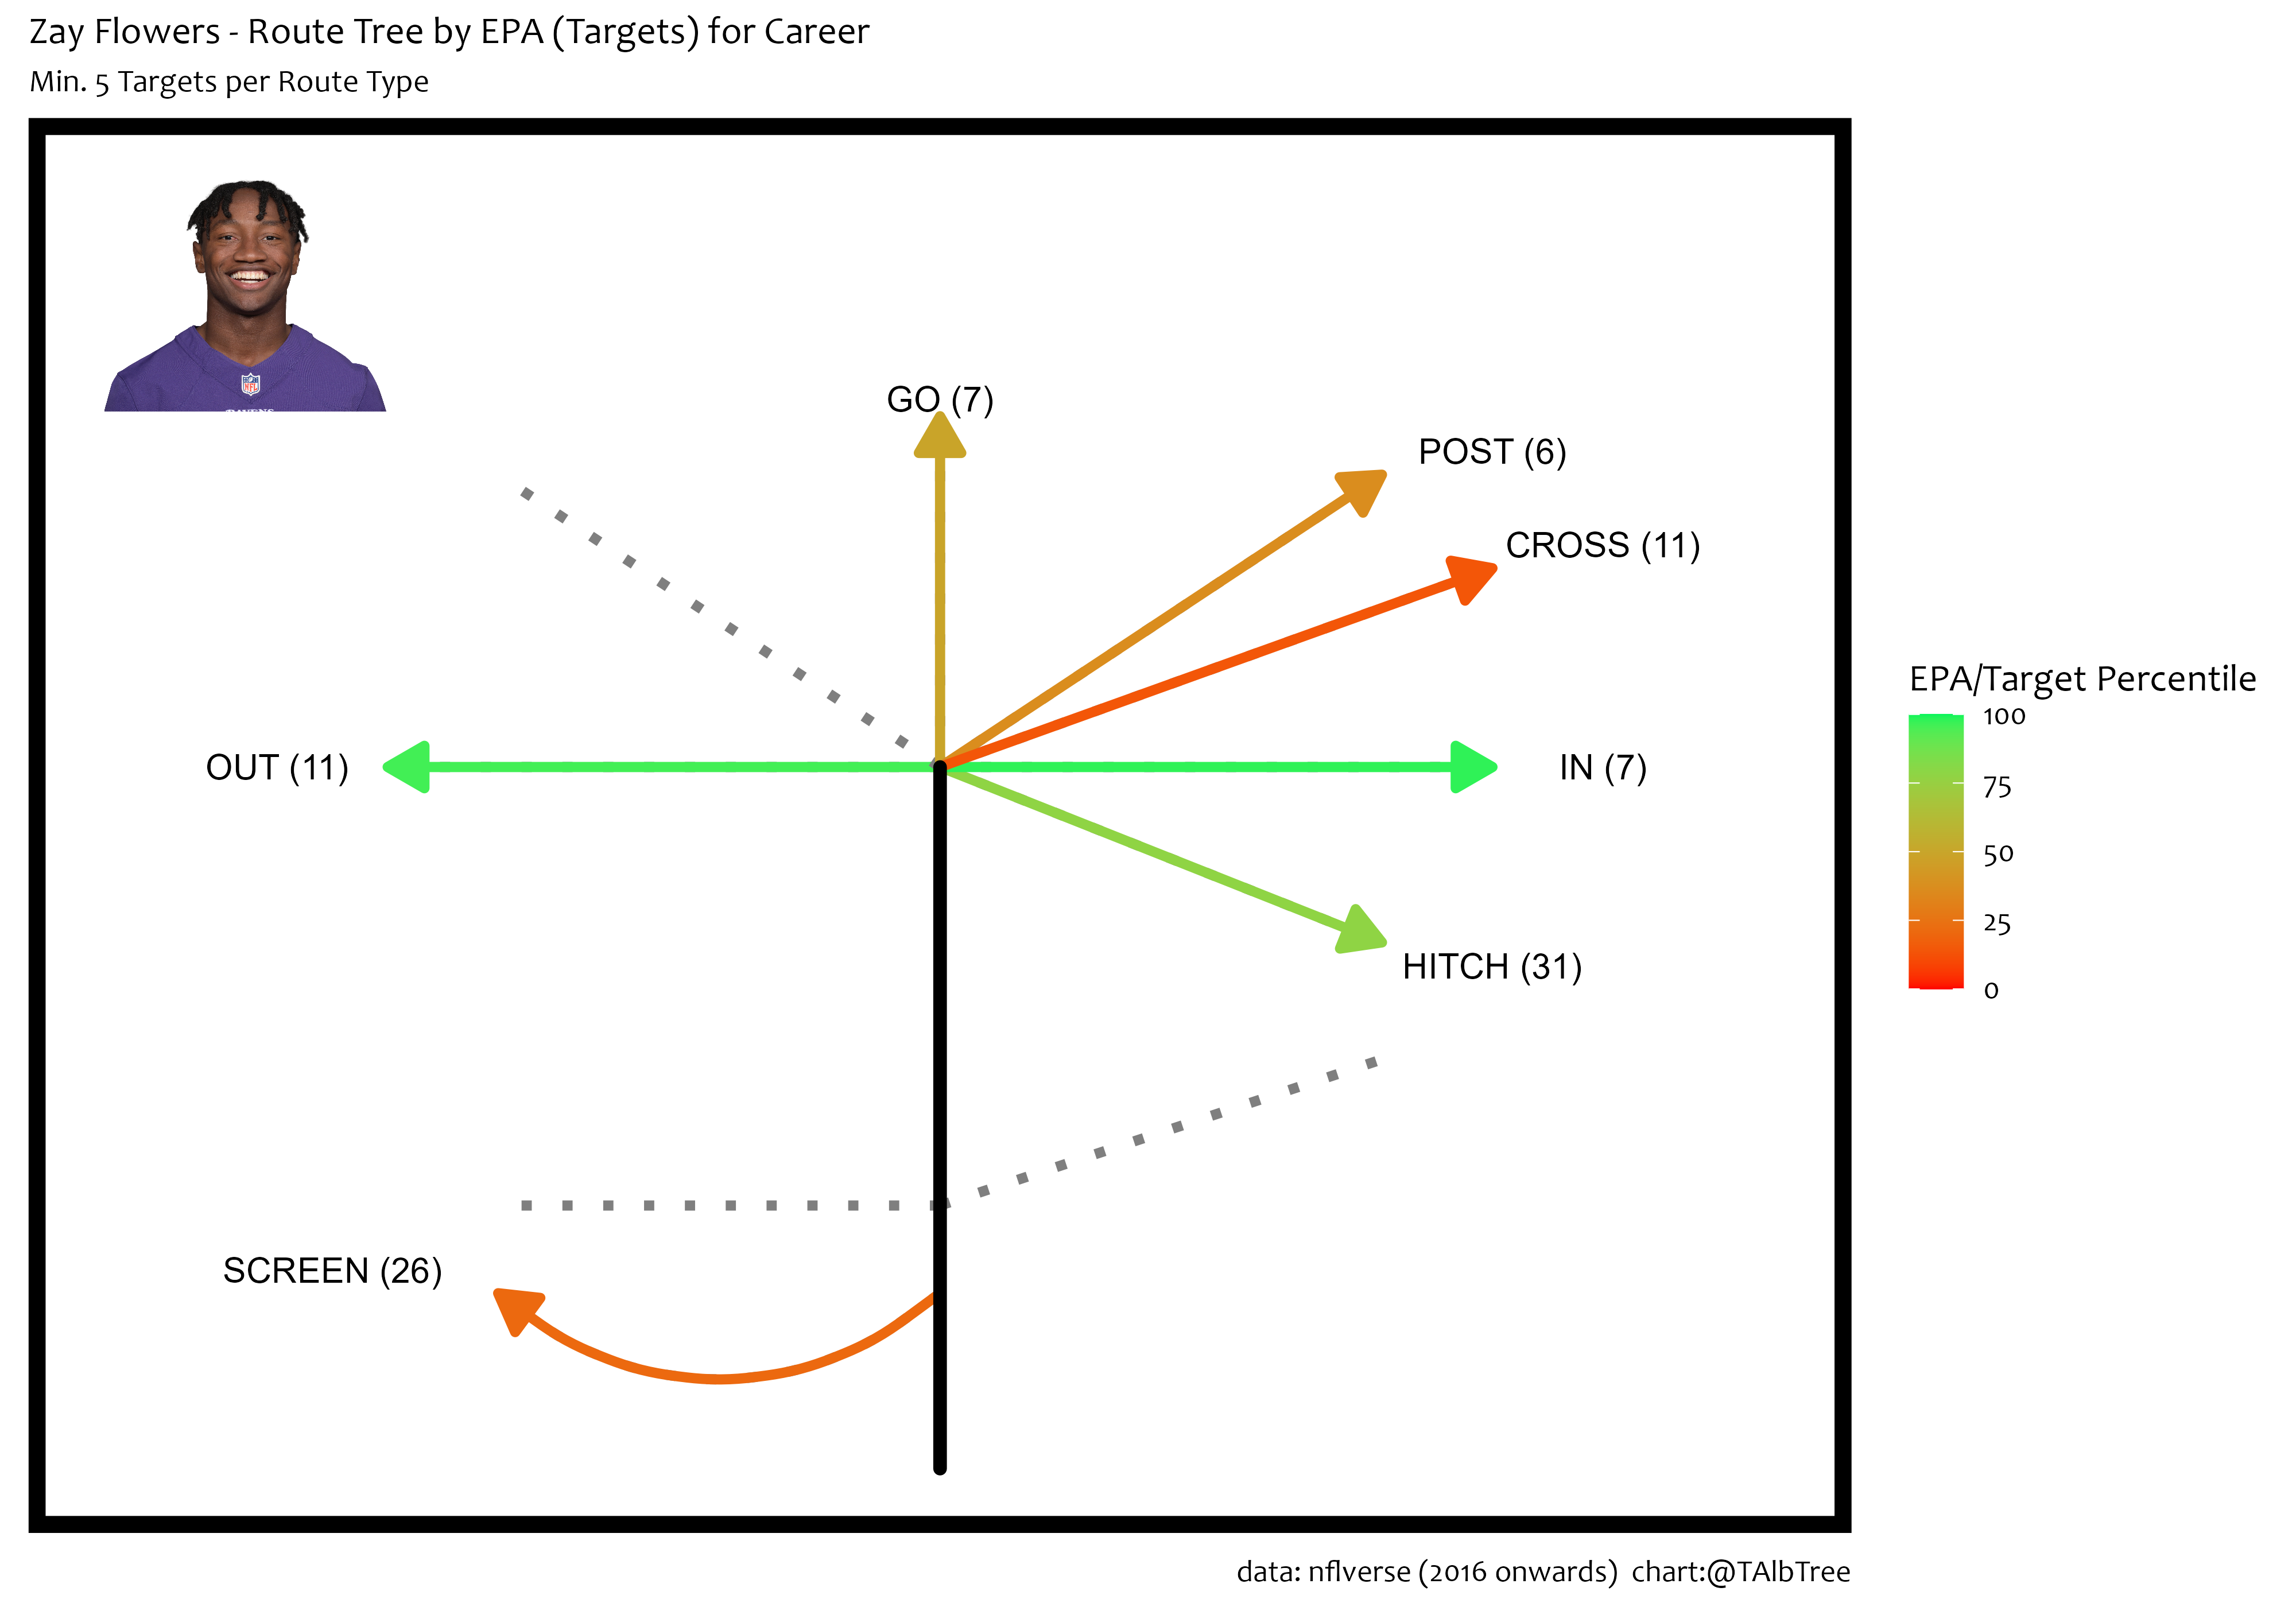 Zay Flowers - Route Tree by EPA (Targets) for Career
Min. 5 Targets per Route Type
NFL
GO (7)
POST (6)
CROSS (11)
OUT (11)
IN (7)
HITCH (31)
SCREEN (26)
EPA/Target Percentile
100
75
50
25
0
data: nflverse (2016 onwards) chart:@TAlbTree